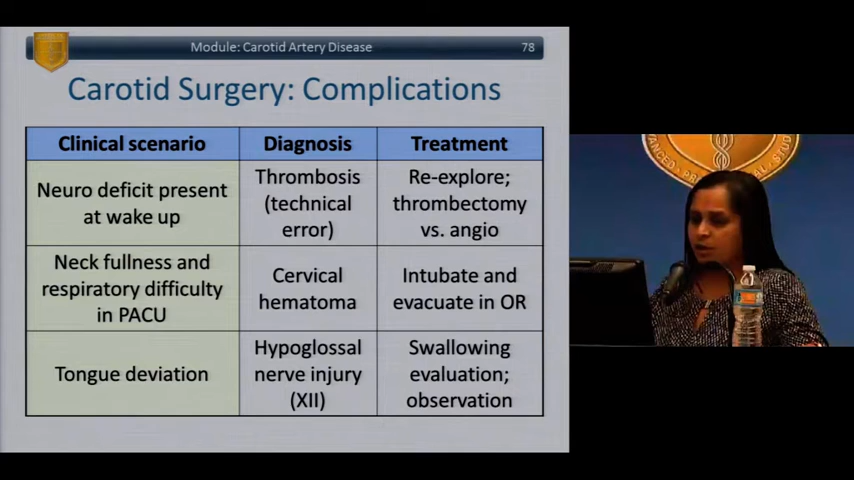 Module: Carotid Artery Disease 78
Carotid Surgery: Complications
Clinical scenario Diagnosis Treatment
Neuro deficit present
at wake up
Thrombosis
(technical
error)
Re-explore;
thrombectomy
vs. angio
Neck fullness and
respiratory difficulty
in PACU
Cervical
hematoma
Intubate and
evacuate in OR
Tongue deviation
Hypoglossal
nerve injury
(XII)
Swallowing
evaluation;
observation